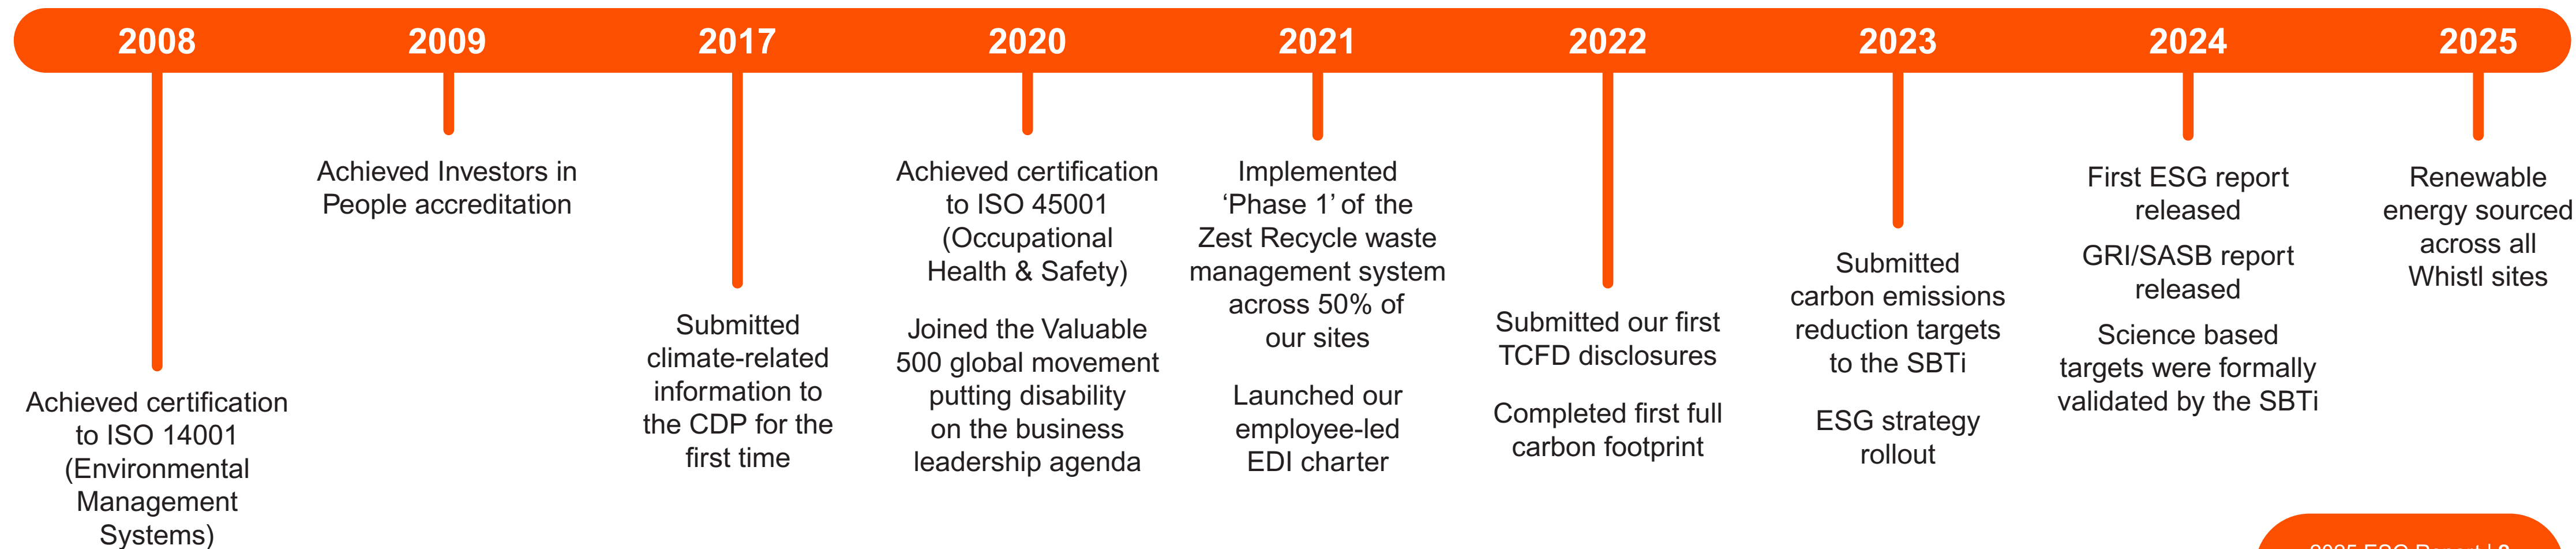 2008
Achieved certification
to ISO 14001
(Environmental
Management
Systems)
2009
Achieved Investors in
People accreditation
2017
Submitted
climate-related
information to
the CDP for the
first time
2020
Achieved certification
to ISO 45001
(Occupational
Health & Safety)
Joined the Valuable
500 global movement
putting disability
on the business
leadership agenda
2021
Implemented
‘Phase 1’ of the
Zest Recycle waste
management system
across 50% of
our sites
Launched our
employee-led
EDI charter
2022
Submitted our first
TCFD disclosures
Completed first full
carbon footprint
2023
Submitted
carbon emissions
reduction targets
to the SBTi
ESG strategy
rollout
2024
First ESG report
released
GRI/SASB report
released
Science based
targets were formally
validated by the SBTi
2025
Renewable
energy sourced
across all
Whistl sites
2025 ESG Report |